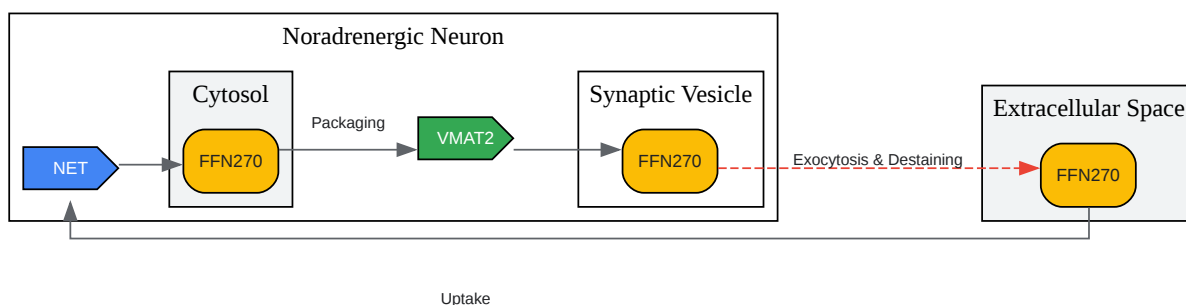 Noradrenergic Neuron
Cytosol
Synaptic Vesicle
Extracellular Space
Packaging
NET
FFN270
VMAT2
FFN270
Exocytosis & Destaining
FFN270
Uptake